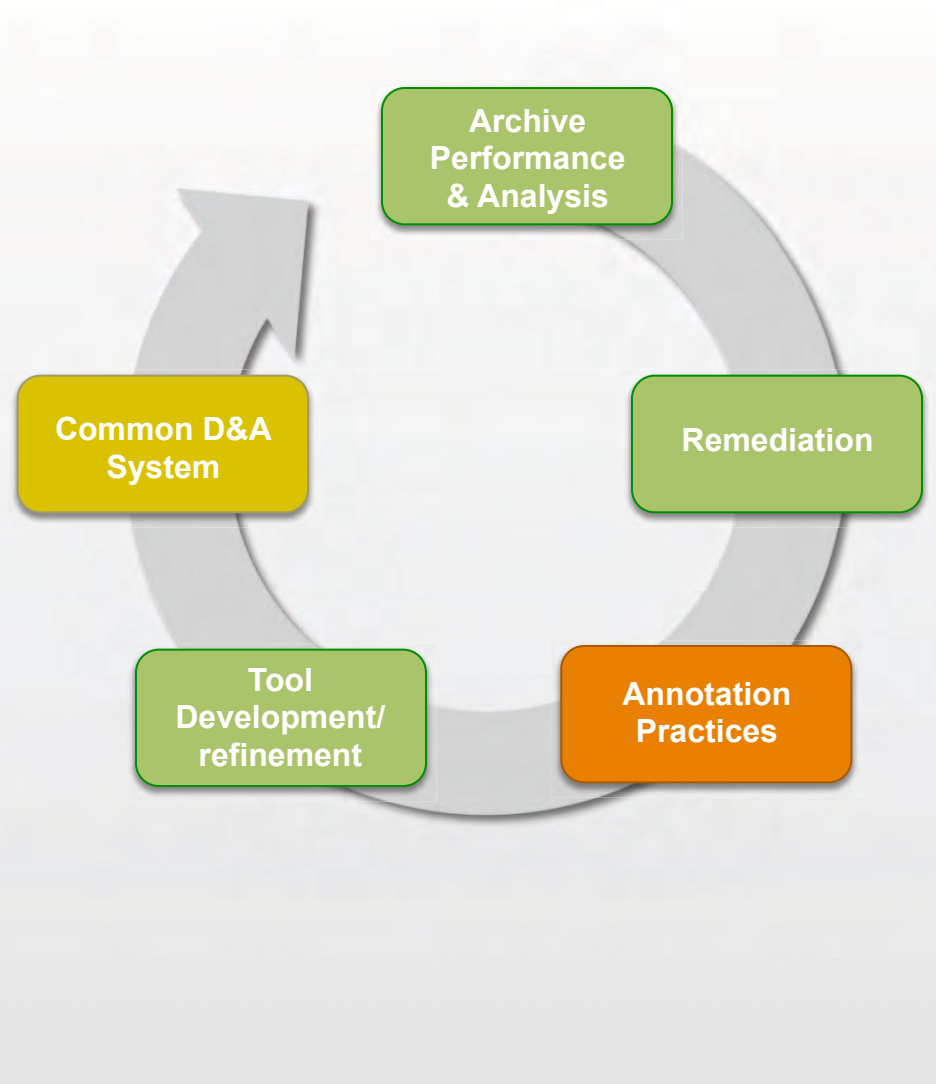 Archive
Performance
& Analysis
Common D&A
System
Remediation
Tool
Development/
refinement
Annotation
Practices